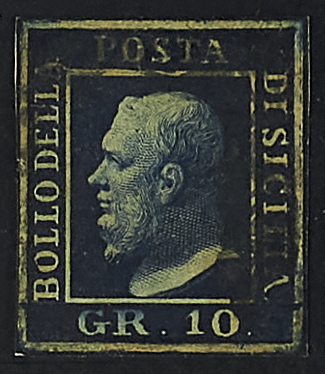 BOLLO DELLA
POSTA
DI SICILIA
GR. 10.